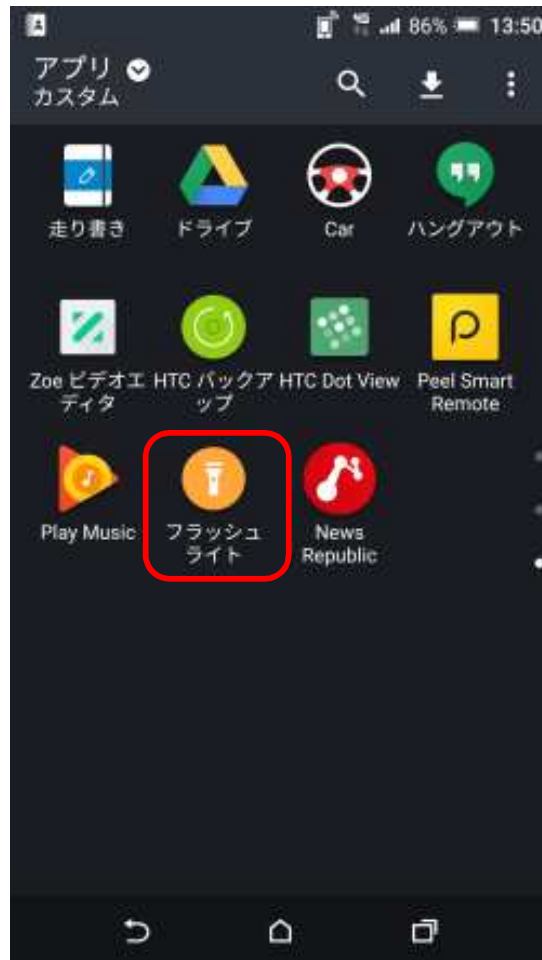 86% 13:50
アプリ
カスタム
走り書き ドライブ Car ハングアウト
Zoe ビデオエ HTC バックア HTC Dot View Peel Smart
ディタ ップ Remote
Play Music フラッシュ News
ライト Republic